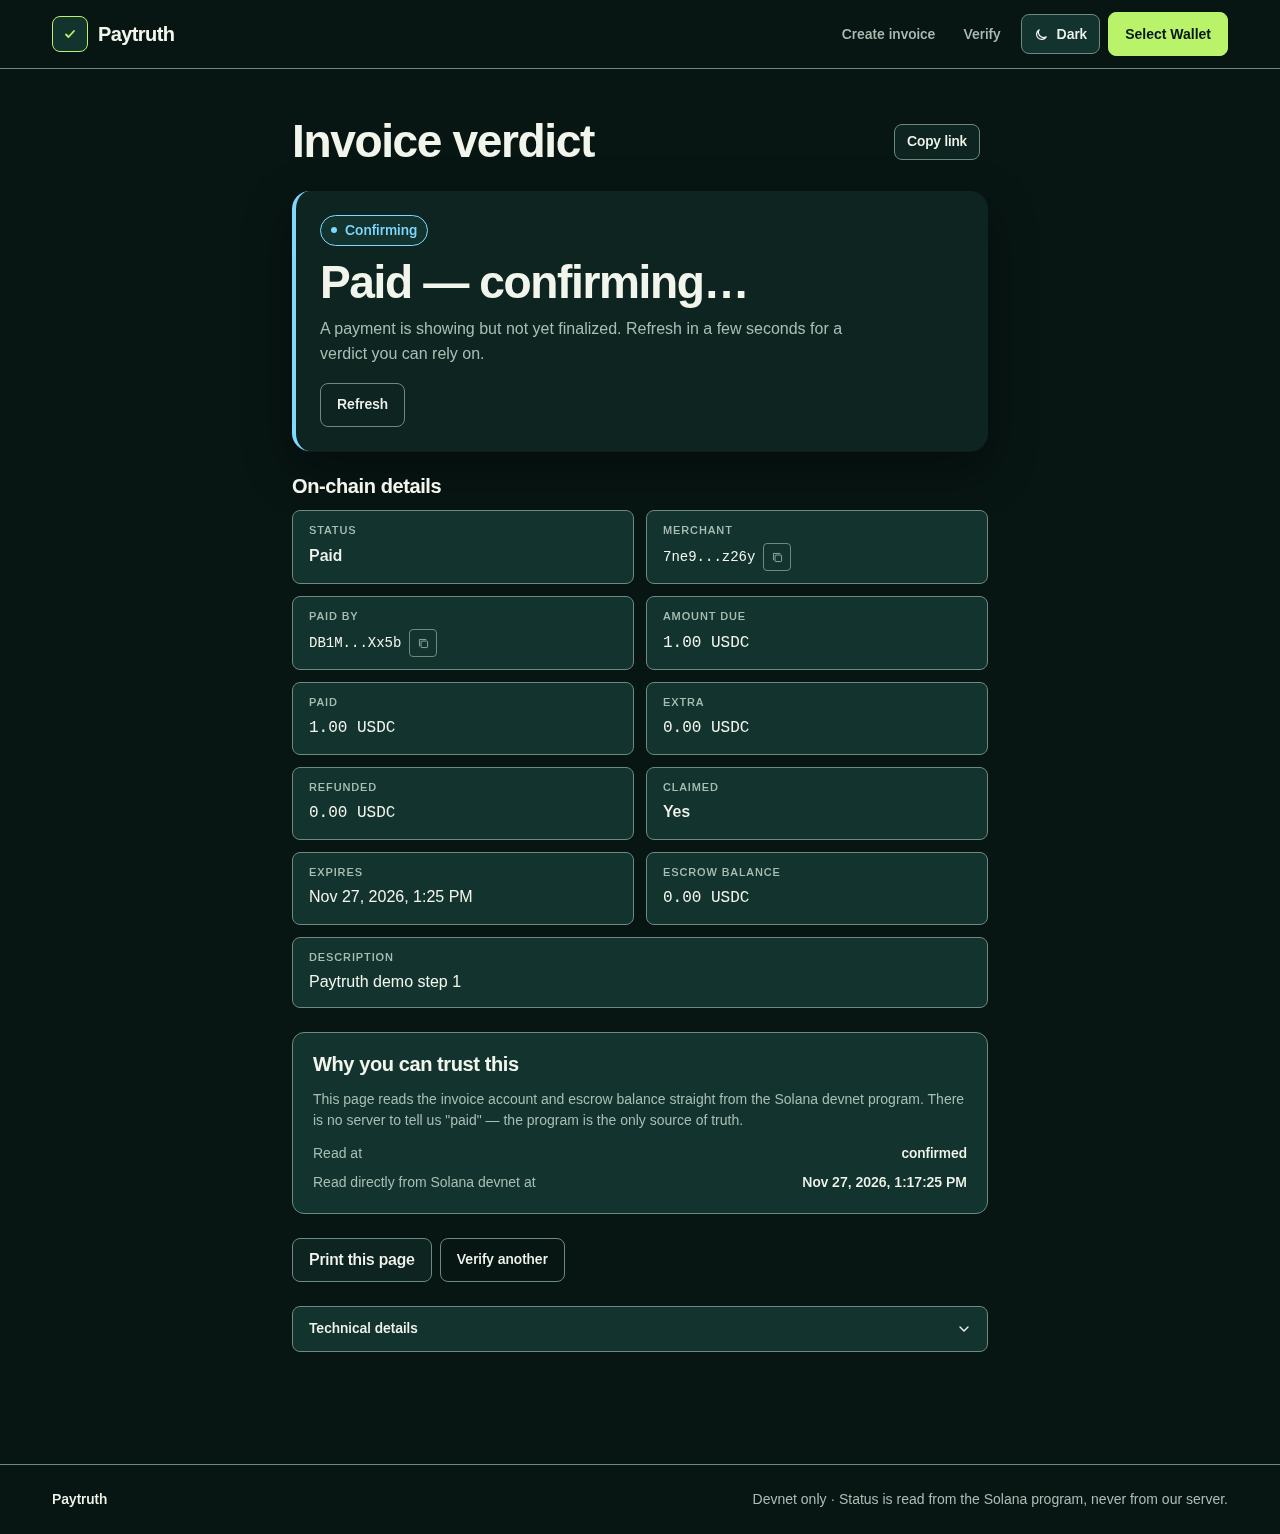 Paytruth
Create invoice
Verify
Dark
Select Wallet
Invoice verdict
Copy link
Confirming
Paid — confirming…
A payment is showing but not yet finalized. Refresh in a few seconds for a
verdict you can rely on.
Refresh
On-chain details
STATUS
Paid
MERCHANT
7ne9...z26y
PAID BY
DB1M...Xx5b
AMOUNT DUE
1.00 USDC
PAID
1.00 USDC
EXTRA
0.00 USDC
REFUNDED
0.00 USDC
CLAIMED
Yes
EXPIRES
Nov 27, 2026, 1:25 PM
ESCROW BALANCE
0.00 USDC
DESCRIPTION
Paytruth demo step 1
Why you can trust this
This page reads the invoice account and escrow balance straight from the Solana devnet program. There
is no server to tell us "paid" — the program is the only source of truth.
Read at
confirmed
Read directly from Solana devnet at
Nov 27, 2026, 1:17:25 PM
Print this page
Verify another
Technical details
Paytruth
Devnet only · Status is read from the Solana program, never from our server.